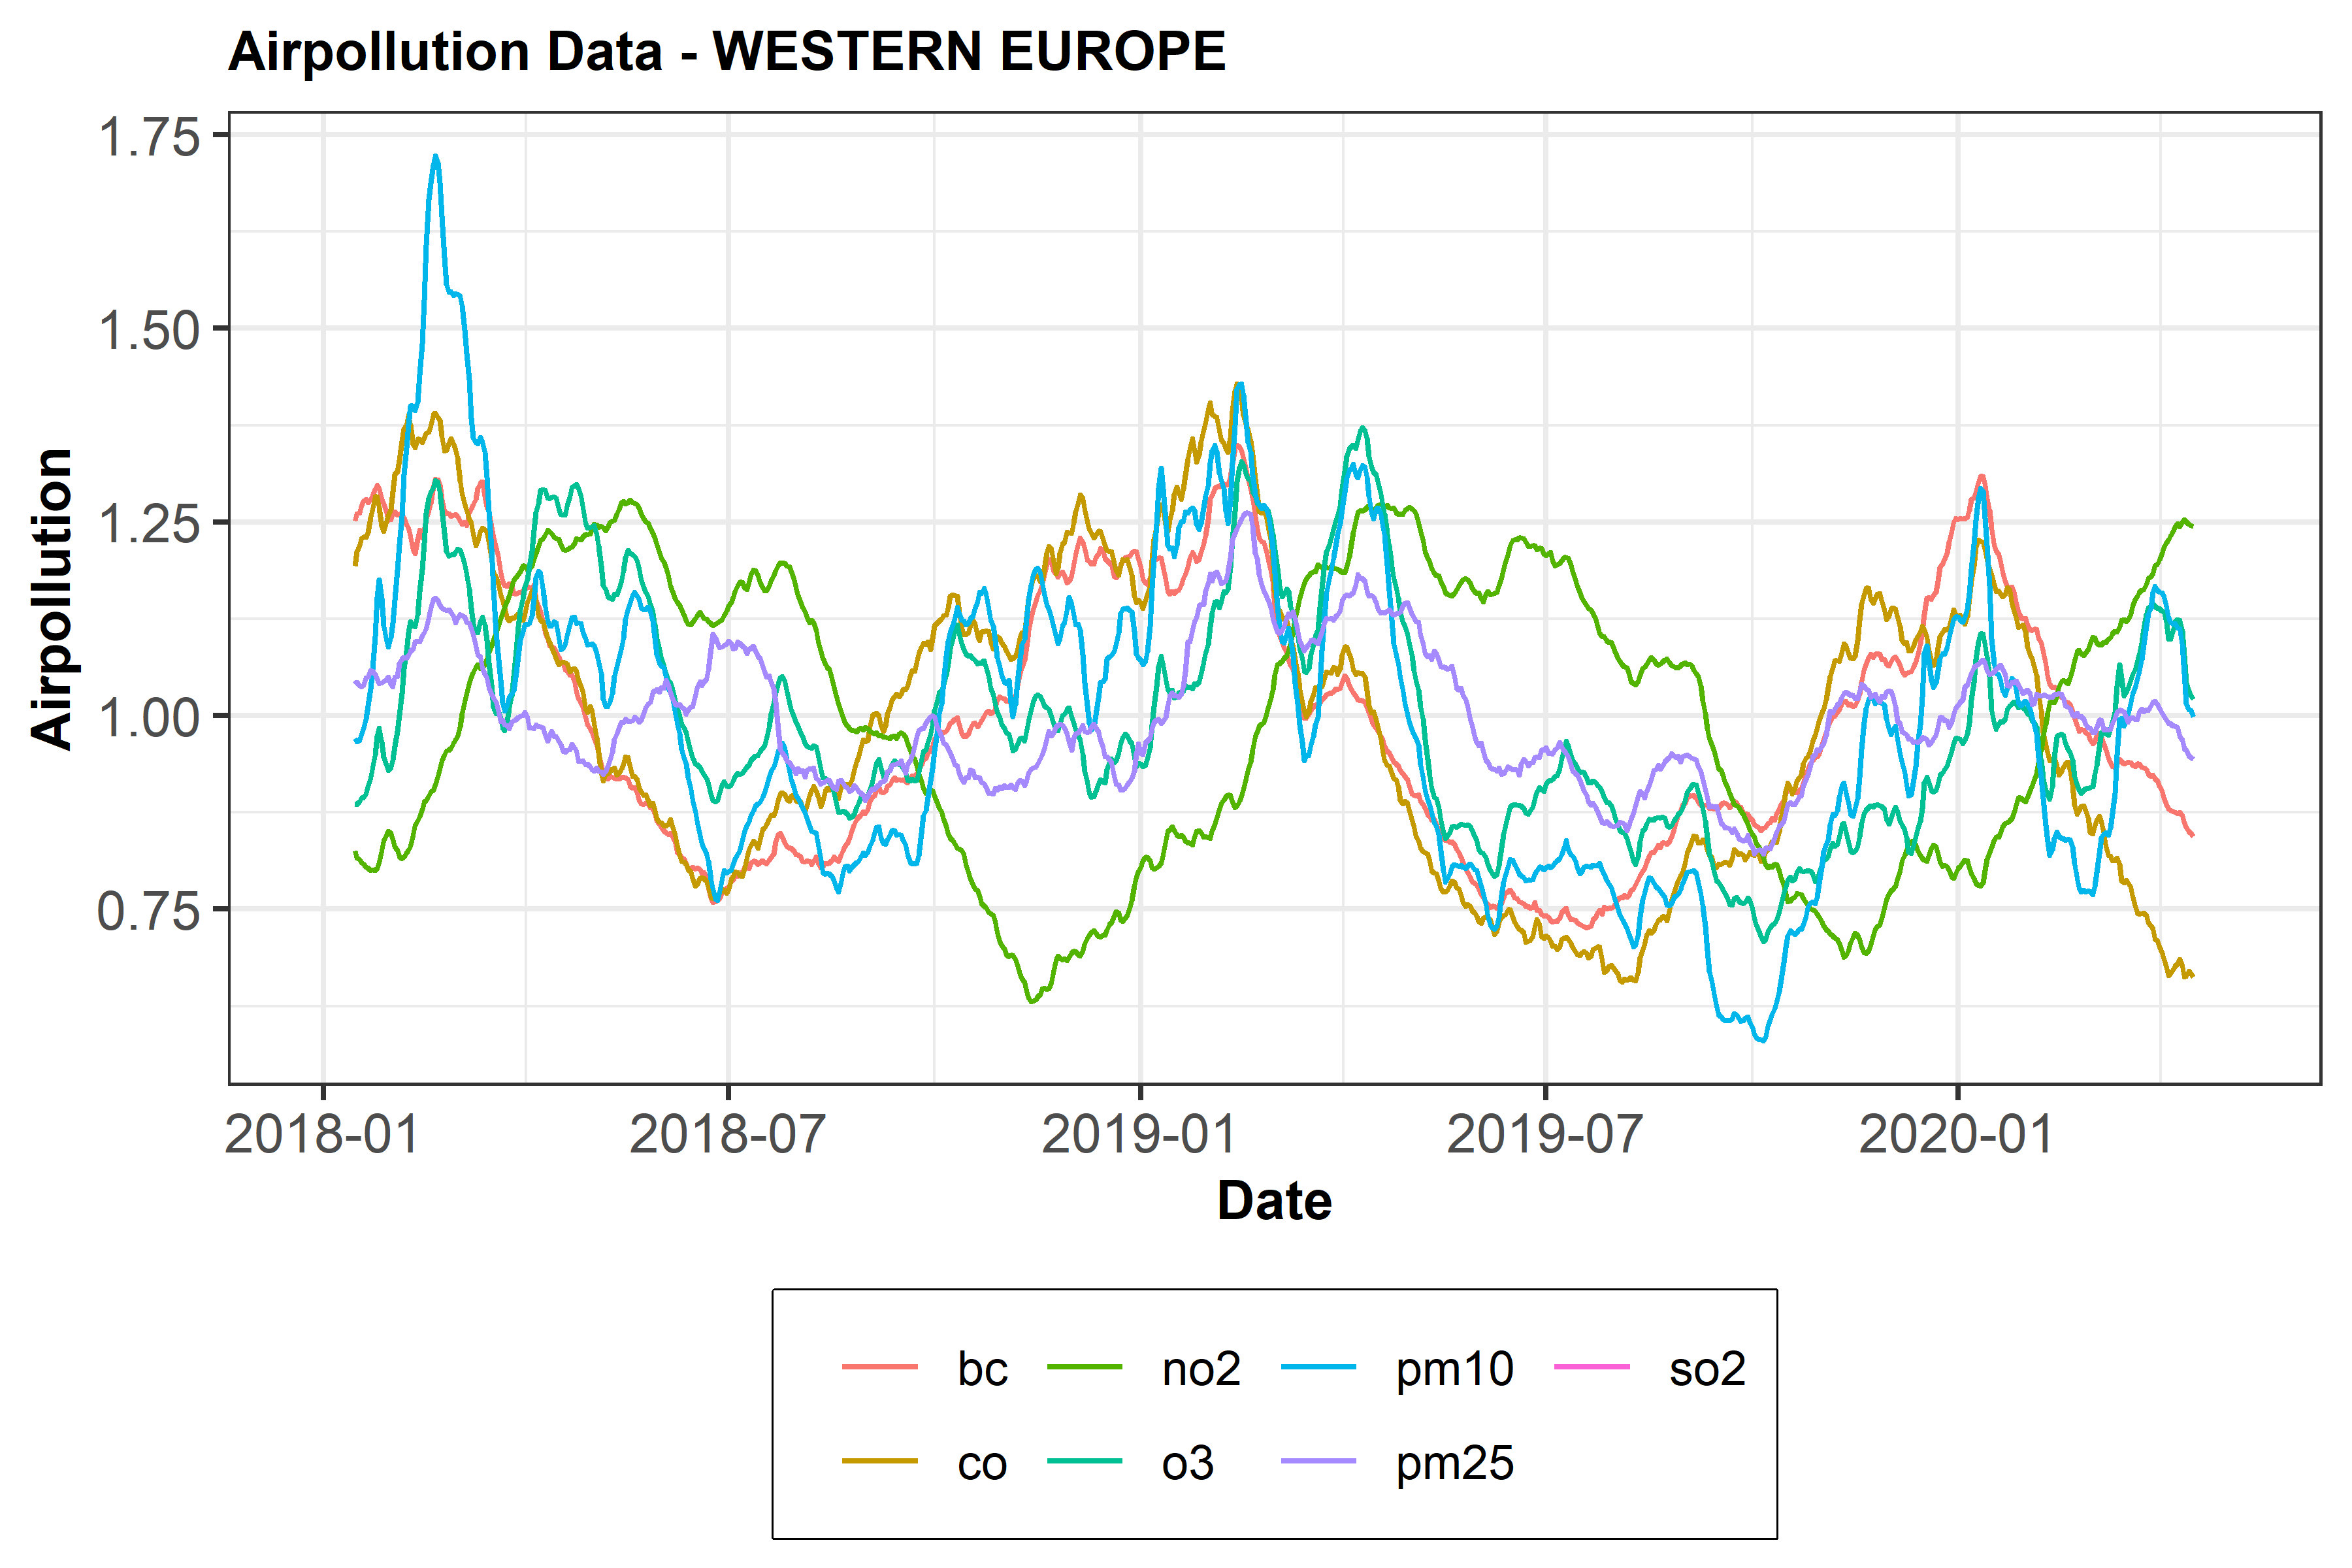 Airpollution Data - WESTERN EUROPE
1.75
1.50
1.25
1.00
0.75
Airpollution
2018-01 2018-07 2019-01 2019-07 2020-01
Date
bc no2 pm10 so2
co o3 pm25